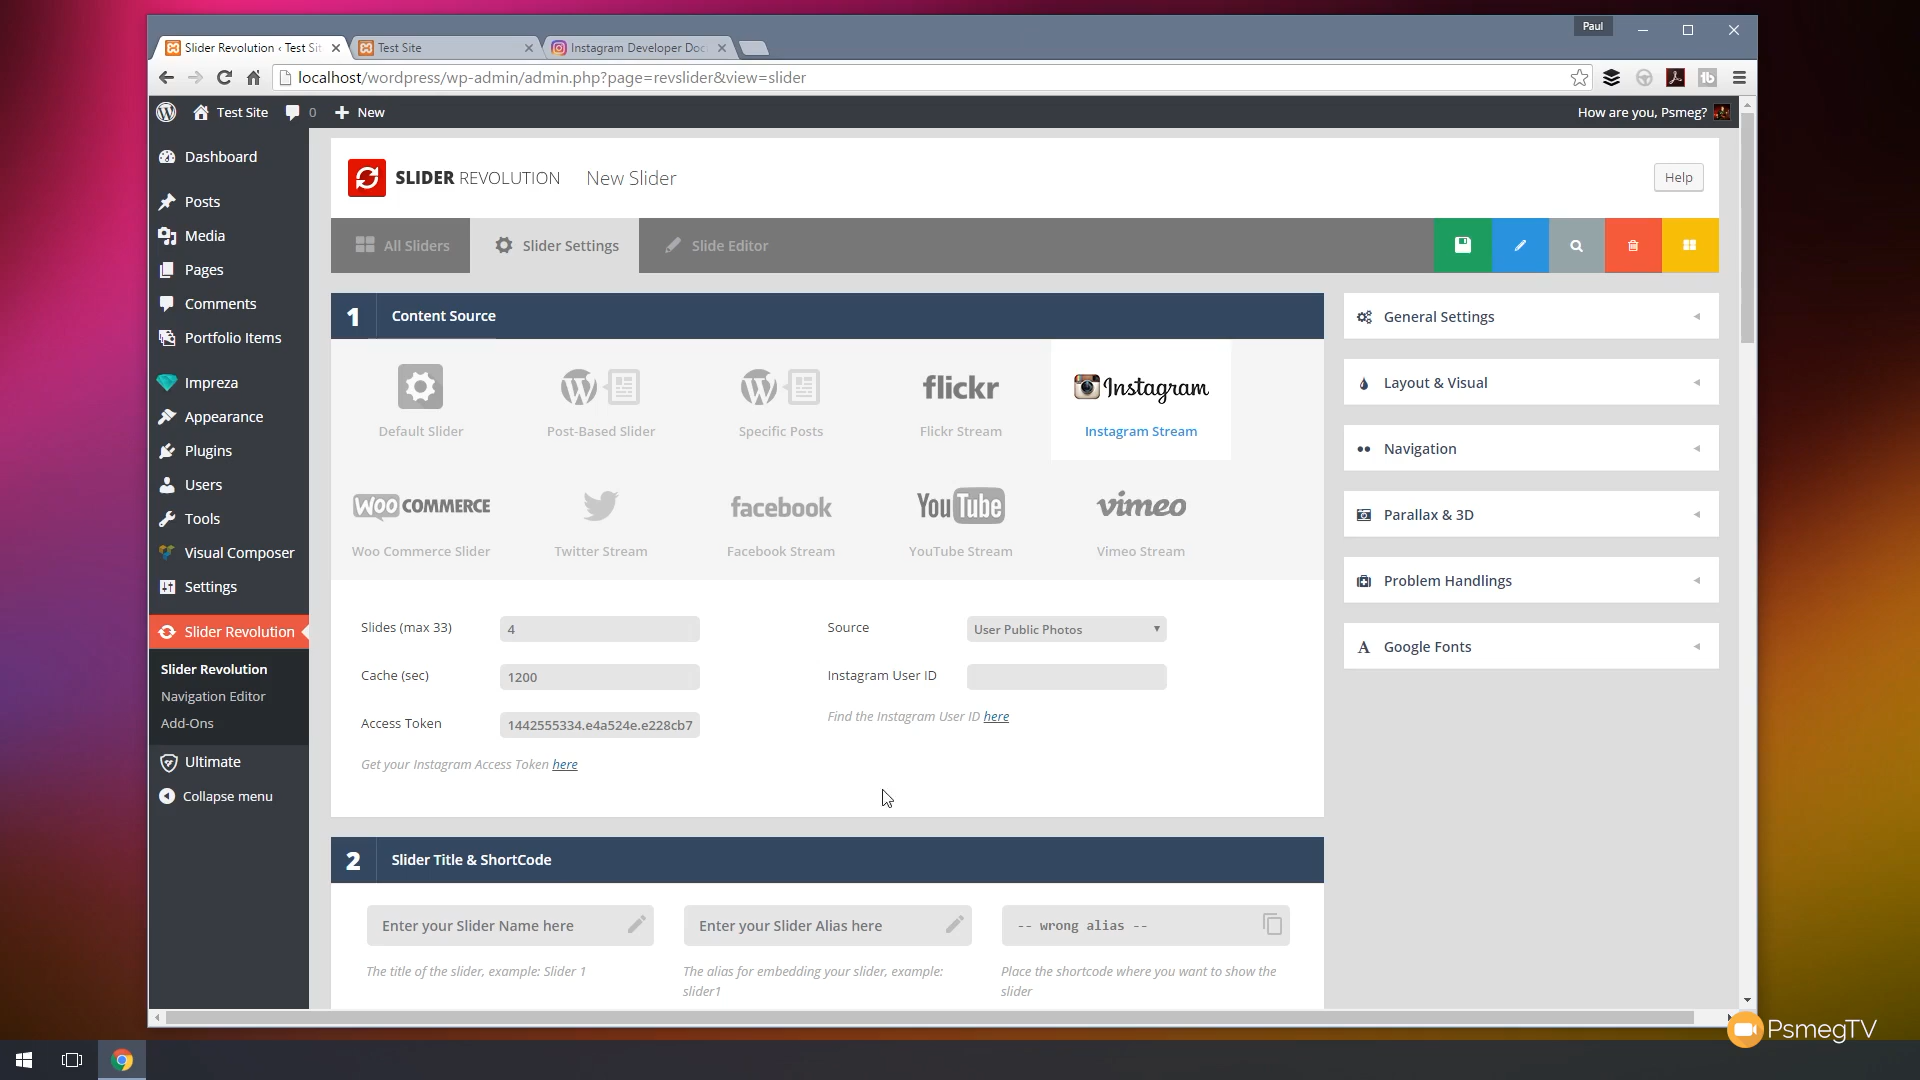 Paul
Slider Revolution ‹ Test Sit
Test Site
Instagram Developer Doc
localhost/wordpress/wp-admin/admin.php?page=revslider&view=slider
Test Site
0
New
How are you, Psmeg?
Dashboard
Posts
Media
Pages
Comments
Portfolio Items
Impreza
Appearance
Plugins
Users
Tools
Visual Composer
Settings
Slider Revolution
Slider Revolution
Navigation Editor
Add-Ons
Ultimate
Collapse menu
SLIDER REVOLUTION New Slider
Help
All Sliders
Slider Settings
Slide Editor
1 Content Source
Default Slider
Post-Based Slider
Specific Posts
flickr
Flickr Stream
Instagram
Instagram Stream
WOO COMMERCE
Woo Commerce Slider
Twitter Stream
facebook
Facebook Stream
YouTube
YouTube Stream
vimeo
Vimeo Stream
Slides (max 33) 4
Source User Public Photos
Cache (sec) 1200
Instagram User ID
Find the Instagram User ID here
Access Token 1442555334.e4a524e.e228cb7
Get your Instagram Access Token here
2 Slider Title & ShortCode
Enter your Slider Name here
Enter your Slider Alias here
-- wrong alias --
The title of the slider, example: Slider 1
The alias for embedding your slider, example:
slider1
Place the shortcode where you want to show the
slider
General Settings
Layout & Visual
Navigation
Parallax & 3D
Problem Handlings
A Google Fonts
PsmegTV